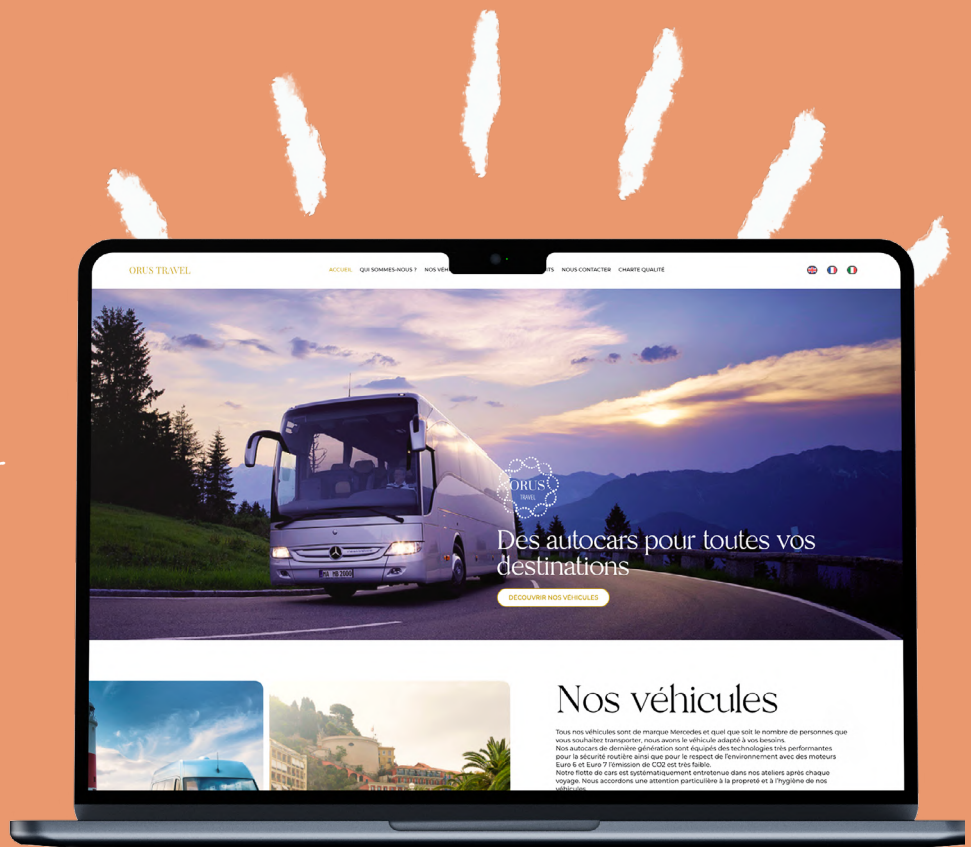 ORUS TRAVEL
ACCUEIL QUI SOMMES-NOUS ? NOS NOUS CONTACTER CHARTE QUALITÉ
ORUS
TRAVEL
Des autocars pour toutes vos
destinations
DÉCOUVRIR NOS VÉHICULES
MA MB 2000
Nos véhicules
Tous nos véhicules sont de marque Mercedes et quel que soit le nombre de personnes que
vous souhaitez transporter, nous avons le véhicule adapté à vos besoins.
Nos autocars de dernière génération sont équipés des technologies très performantes
pour la sécurité routière ainsi que pour le respect de l'environnement avec des moteurs
Euro 6 et Euro 7 l'émission de CO2 est très faible.
Notre flotte de cars est systématiquement entretenue dans nos ateliers après chaque
voyage. Nous accordons une attention particulière à la propreté et à l'hygiène de nos
véhicules